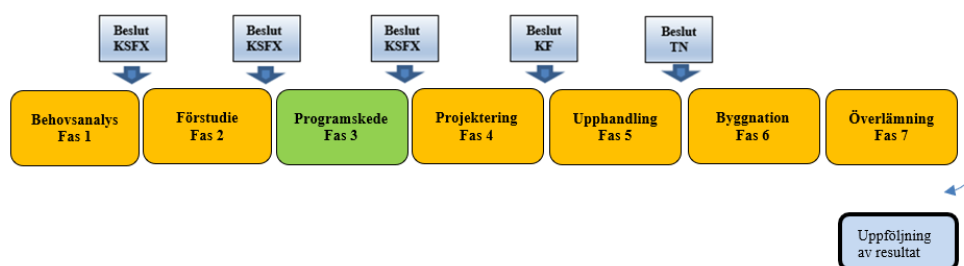 Beslut
KSFX
Beslut
KSFX
Beslut
KSFX
Beslut
KF
Beslut
TN
Behovsanalys
Fas 1
Förstudie
Fas 2
Programskede
Fas 3
Projektering
Fas 4
Upphandling
Fas 5
Byggnation
Fas 6
Överlämning
Fas 7
Uppföljning
av resultat